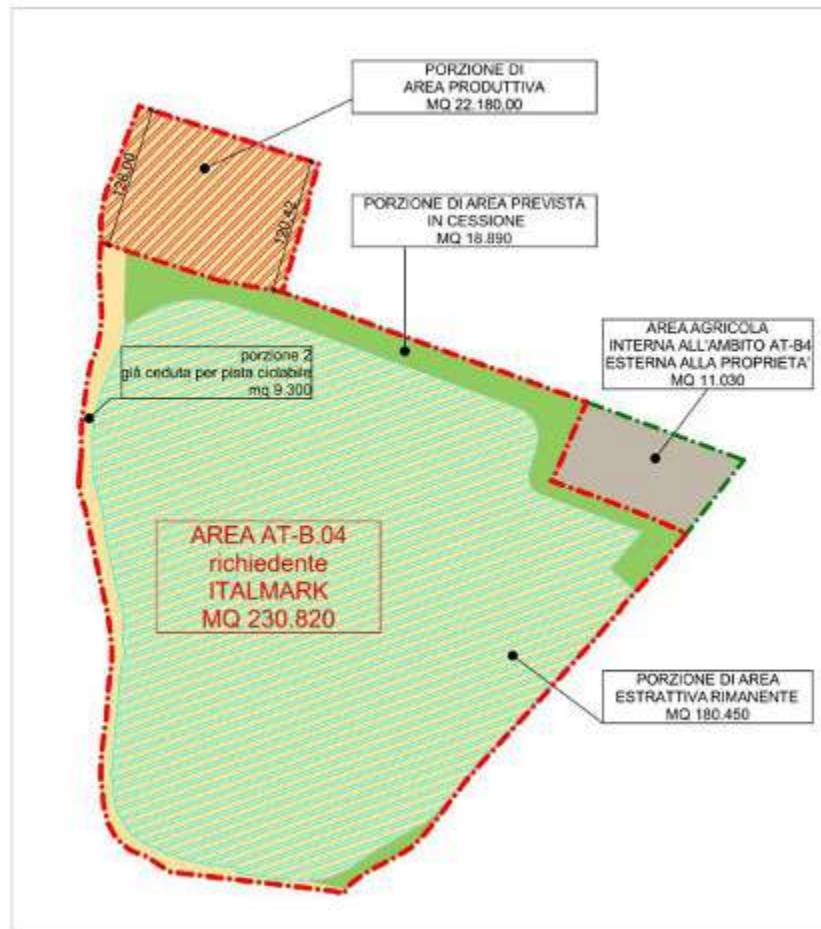 PORZIONE DI
AREA PRODUTTIVA
MQ 22.180,00
128.00
120.42
PORZIONE DI AREA PREVISTA
IN CESSIONE
MQ 18.890
AREA AGRICOLA
INTERNA ALL'AMBITO AT-B4
ESTERNA ALLA PROPRIETA'
MQ 11.030
porzione 2
già ceduta per pista ciclabile
mq 9.300
AREA AT-B.04
richiedente
ITALMARK
MQ 230.820
PORZIONE DI AREA
ESTRATTIVA RIMANENTE
MQ 180.450